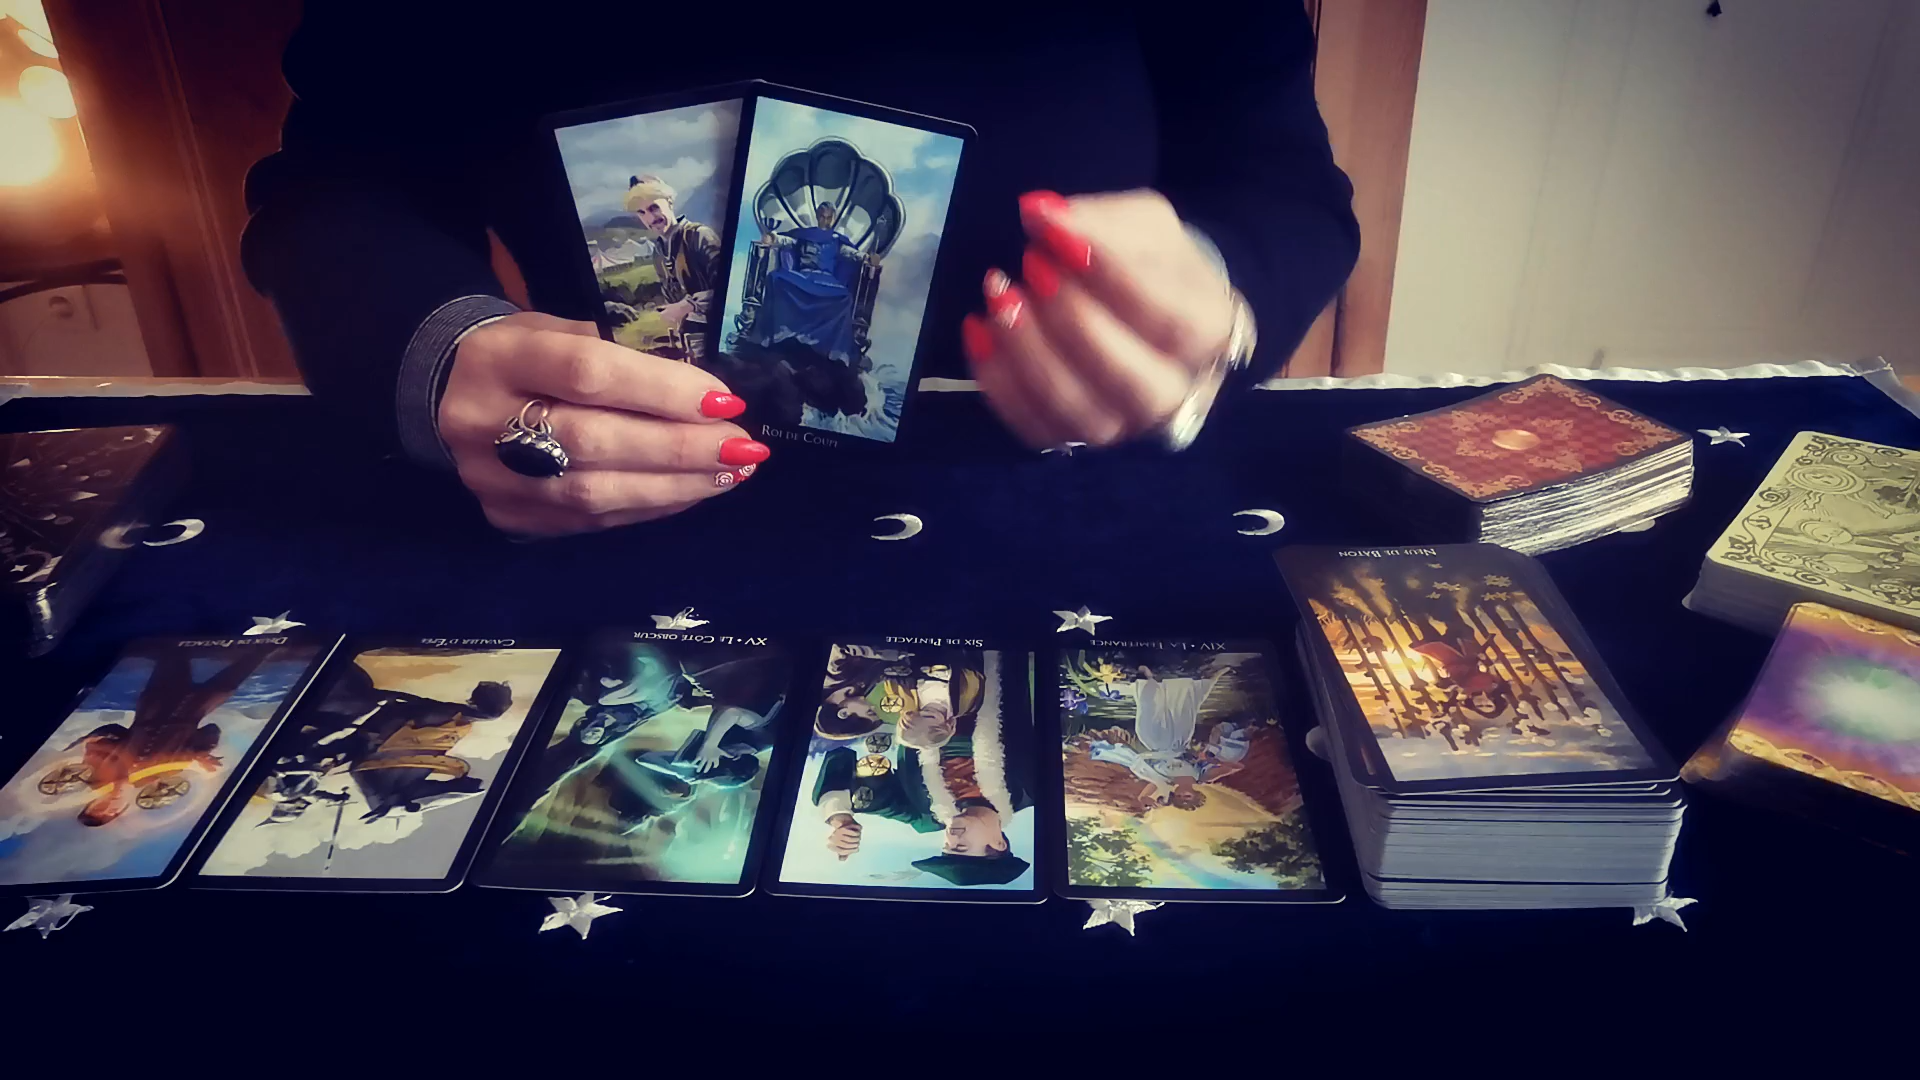 Roi de Coupe
Neuf de Bâton
Deux de Pentacle
Cavalier d'Épée
XV • Le Côté obscur
Six de Pentacle
XIV • La Tempérance